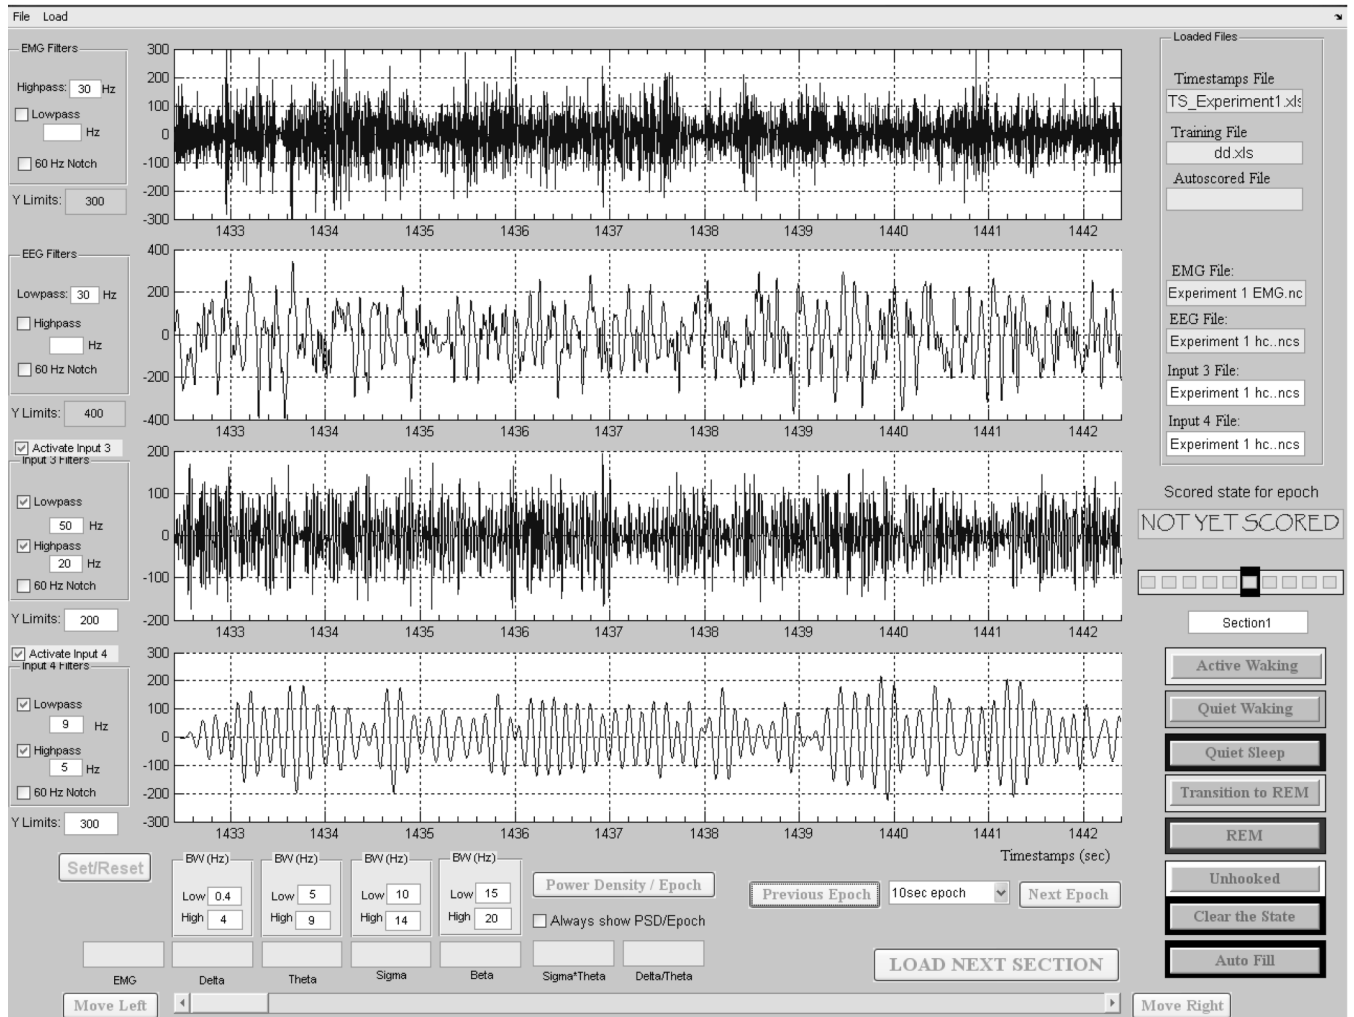 File Load
EMG Filters
Highpass: 30 Hz
Lowpass
Hz
60 Hz Notch
Y Limits: 300
300
200
100
0
-100
-200
-300
1433 1434 1435 1436 1437 1438 1439 1440 1441 1442
EEG Filters
Lowpass: 30 Hz
Highpass
Hz
60 Hz Notch
Y Limits: 400
400
200
0
-200
-400
1433 1434 1435 1436 1437 1438 1439 1440 1441 1442
Activate Input 3
Input 3 Filters
Lowpass
50 Hz
Highpass
20 Hz
60 Hz Notch
Y Limits: 200
200
100
0
-100
-200
1433 1434 1435 1436 1437 1438 1439 1440 1441 1442
Activate Input 4
Input 4 Filters
Lowpass
9 Hz
Highpass
5 Hz
60 Hz Notch
Y Limits: 300
300
200
100
0
-100
-200
-300
1433 1434 1435 1436 1437 1438 1439 1440 1441 1442
Timestamps (sec)
Loaded Files
Timestamps File
TS_Experiment1.xls
Training File
dd.xls
Autoscored File
EMG File:
Experiment 1 EMG.nc
EEG File:
Experiment 1 hc..ncs
Input 3 File:
Experiment 1 hc..ncs
Input 4 File:
Experiment 1 hc..ncs
Scored state for epoch
NOT YET SCORED
Section1
Active Waking
Quiet Waking
Quiet Sleep
Transition to REM
REM
Unhooked
Clear the State
Auto Fill
Set/Reset
BW (Hz) BW (Hz) BW (Hz) BW (Hz)
Low 0.4 Low 5 Low 10 Low 15
High 4 High 9 High 14 High 20
Power Density / Epoch
Always show PSD/Epoch
Previous Epoch 10sec epoch Next Epoch
EMG Delta Theta Sigma Beta Sigma*Theta Delta/Theta
LOAD NEXT SECTION
Move Left Move Right